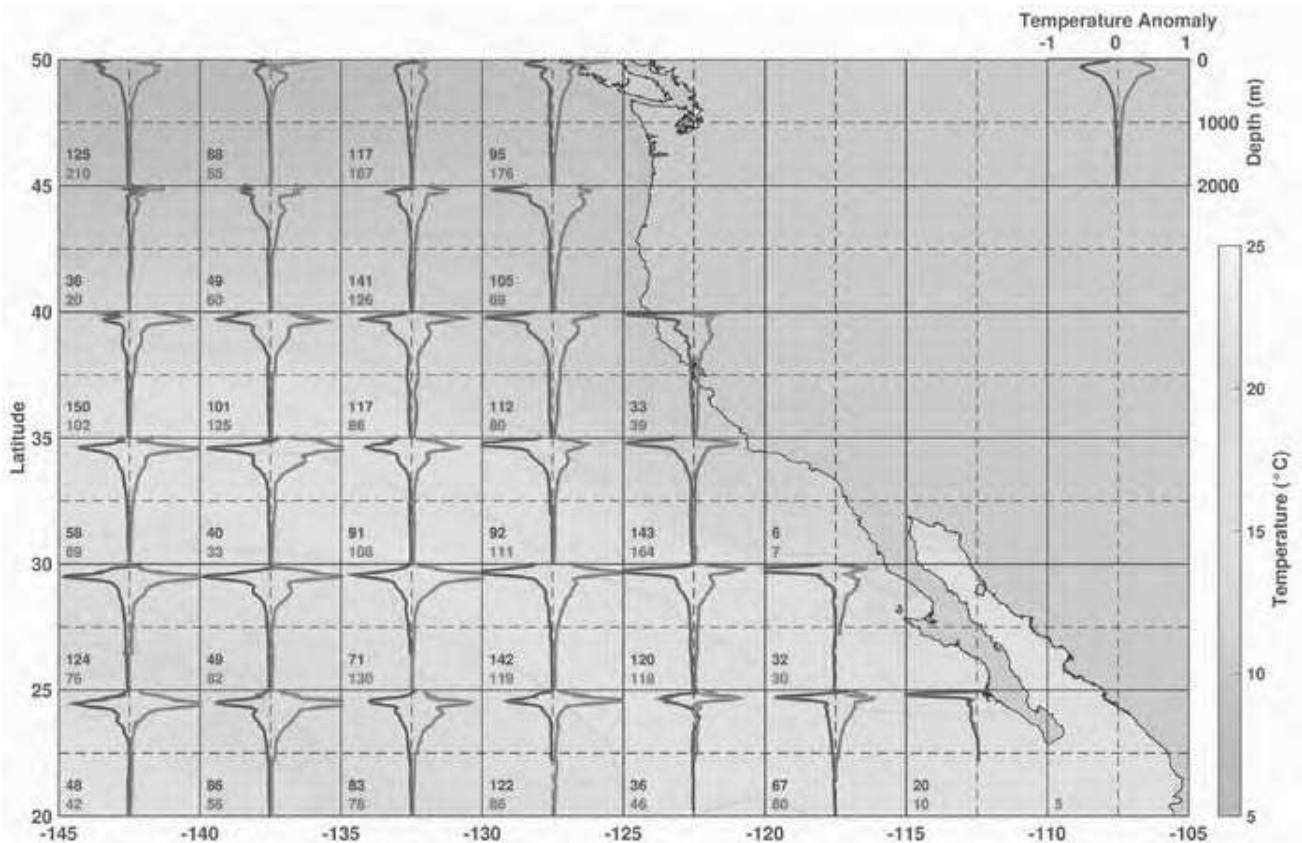 Temperature Anomaly
-1 0 1
50 0
1000
125 88 117 95
210 55 187 176
45 2000
Depth (m)
36 49 141 105
20 60 126 69
25
40
20
150 101 117 112 33
102 125 86 80 39
35
Latitude
58 40 91 92 143 6
69 33 108 111 164 7
15
30
Temperature (°C)
124 49 71 142 120 32
76 82 130 119 118 30
10
25
48 86 83 122 36 67 20
42 56 78 86 46 80 10 5
20 5
-145 -140 -135 -130 -125 -120 -115 -110 -105